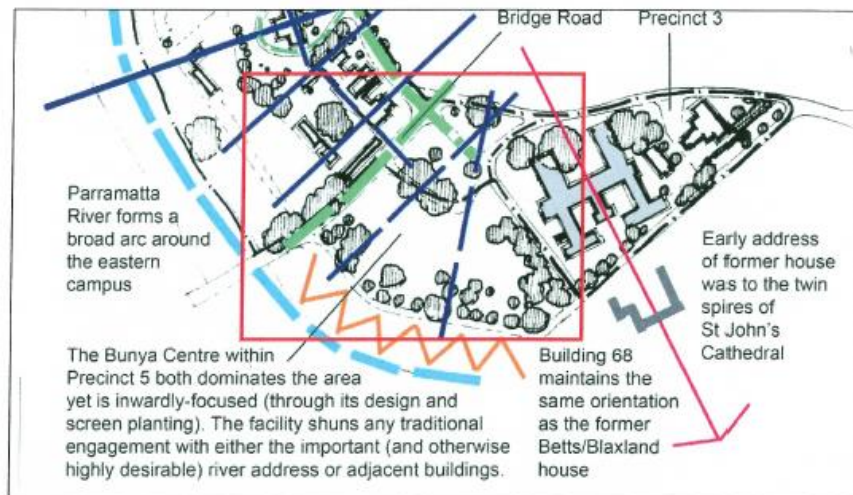 Bridge Road
Precinct 3
Parramatta
River forms a
broad arc around
the eastern
campus
Early address
of former house
was to the twin
spires of
St John's
Cathedral
The Bunya Centre within
Precinct 5 both dominates the area
yet is inwardly-focused (through its design and
screen planting). The facility shuns any traditional
engagement with either the important (and otherwise
highly desirable) river address or adjacent buildings.
Building 68
maintains the
same orientation
as the former
Betts/Blaxland
house